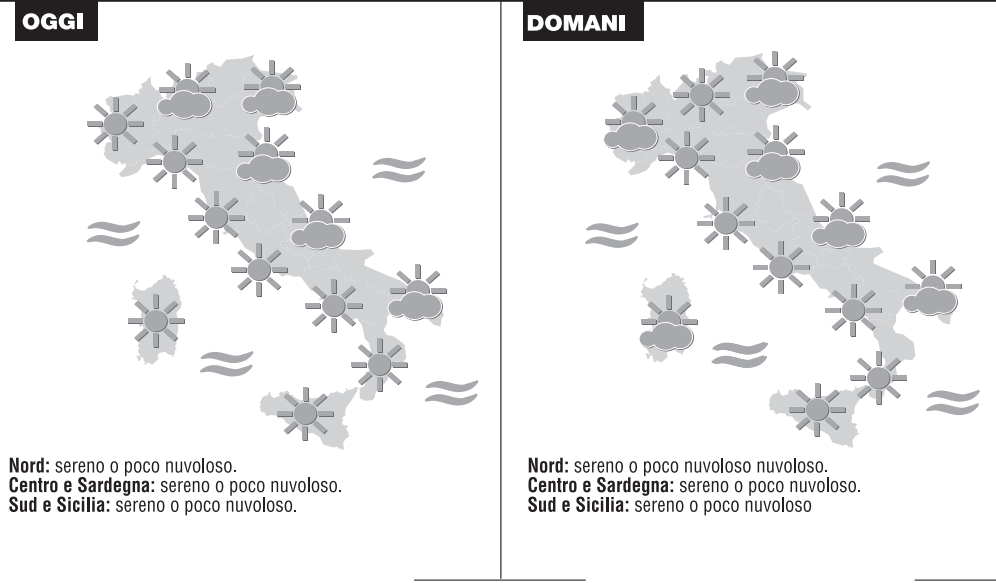 OGGI
Nord: sereno o poco nuvoloso.
Centro e Sardegna: sereno o poco nuvoloso.
Sud e Sicilia: sereno o poco nuvoloso.
DOMANI
Nord: sereno o poco nuvoloso nuvoloso.
Centro e Sardegna: sereno o poco nuvoloso.
Sud e Sicilia: sereno o poco nuvoloso